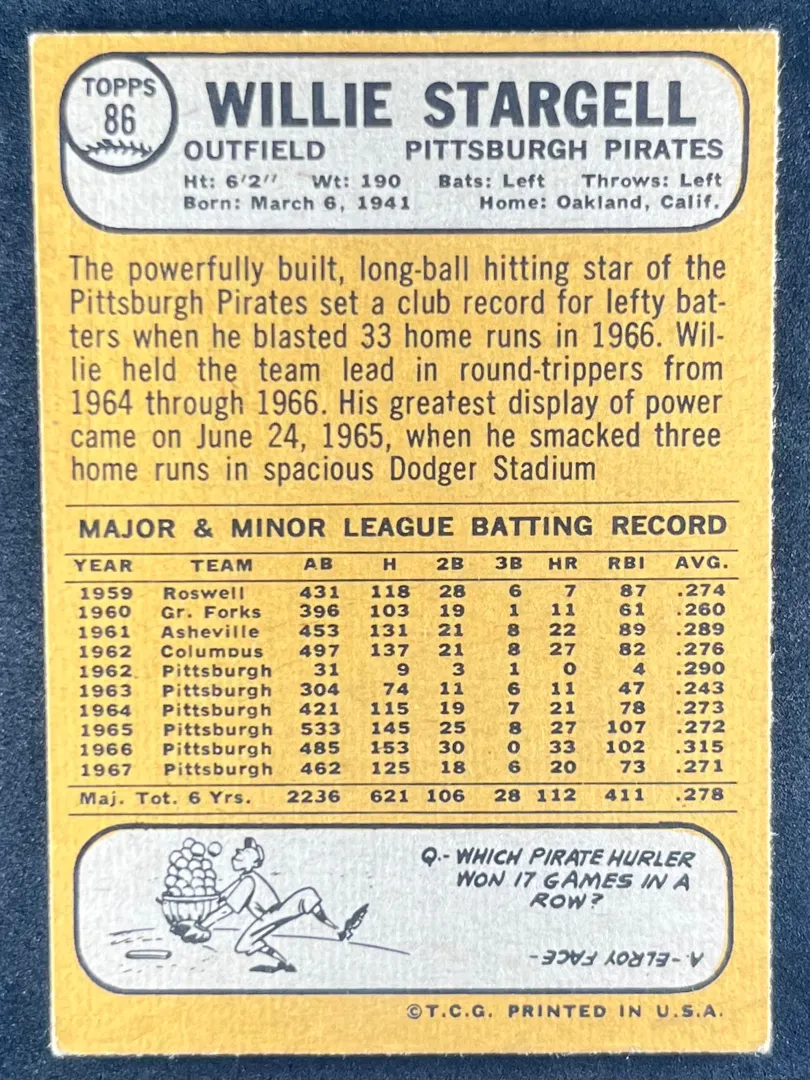 TOPPS
86
WILLIE STARGELL
OUTFIELD PITTSBURGH PIRATES
Ht: 6'2'' Wt: 190 Bats: Left Throws: Left
Born: March 6, 1941 Home: Oakland, Calif.
The powerfully built, long-ball hitting star of the
Pittsburgh Pirates set a club record for lefty bat-
ters when he blasted 33 home runs in 1966. Wil-
lie held the team lead in round-trippers from
1964 through 1966. His greatest display of power
came on June 24, 1965, when he smacked three
home runs in spacious Dodger Stadium
MAJOR & MINOR LEAGUE BATTING RECORD
YEAR TEAM AB H 2B 3B HR RBI AVG.
1959 Roswell 431 118 28 6 7 87 .274
1960 Gr. Forks 396 103 19 1 11 61 .260
1961 Asheville 453 131 21 8 22 89 .289
1962 Columbus 497 137 21 8 27 82 .276
1962 Pittsburgh 31 9 3 1 0 4 .290
1963 Pittsburgh 304 74 11 6 11 47 .243
1964 Pittsburgh 421 115 19 7 21 78 .273
1965 Pittsburgh 533 145 25 8 27 107 .272
1966 Pittsburgh 485 153 30 0 33 102 .315
1967 Pittsburgh 462 125 18 6 20 73 .271
Maj. Tot. 6 Yrs. 2236 621 106 28 112 411 .278
Q.- WHICH PIRATE HURLER
WON 17 GAMES IN A
ROW?
A-ELROY FACE-
©T.C.G. PRINTED IN U.S.A.